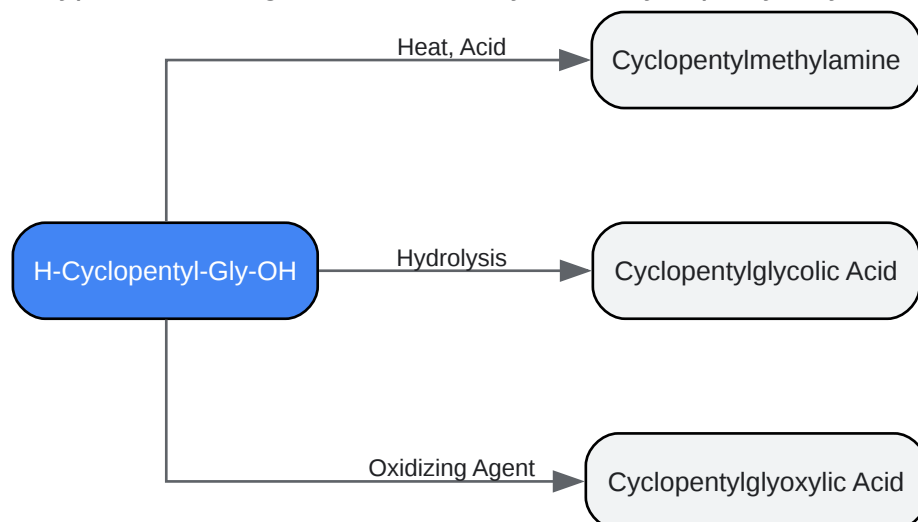 Heat, Acid
Cyclopentylmethylamine
H-Cyclopentyl-Gly-OH
Hydrolysis
Cyclopentylglycolic Acid
Oxidizing Agent
Cyclopentylglyoxylic Acid